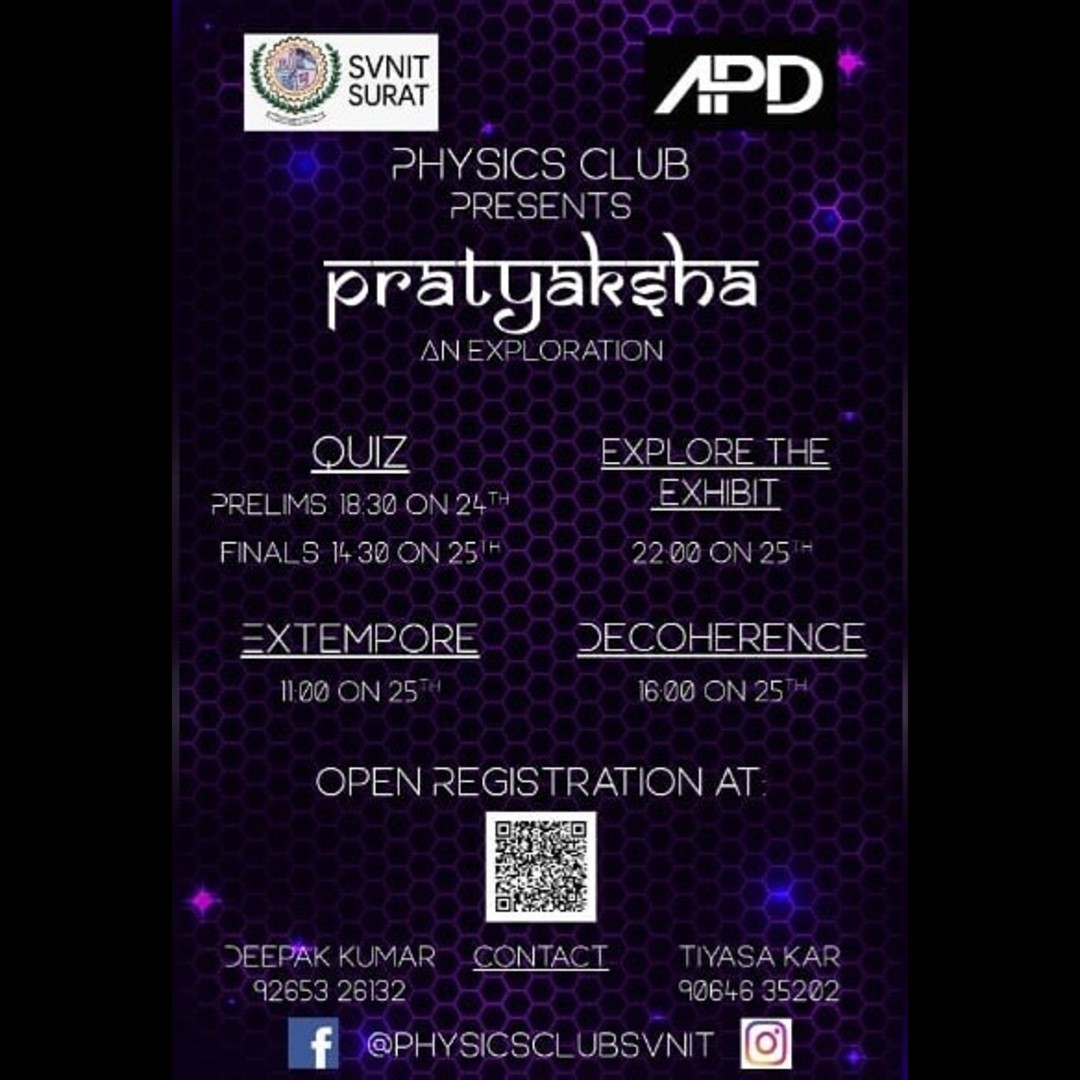 SVNIT
SURAT
APD
PHYSICS CLUB
PRESENTS
pratyaksha
AN EXPLORATION
QUIZ
PRELIMS 18:30 ON 24TH
FINALS 14:30 ON 25TH
EXPLORE THE
EXHIBIT
22:00 ON 25TH
EXTEMPORE
11:00 ON 25TH
DECOHERENCE
16:00 ON 25TH
OPEN REGISTRATION AT:
CONTACT
DEEPAK KUMAR
92653 26132
TIYASA KAR
90646 35202
@PHYSICSCLUBSVNIT